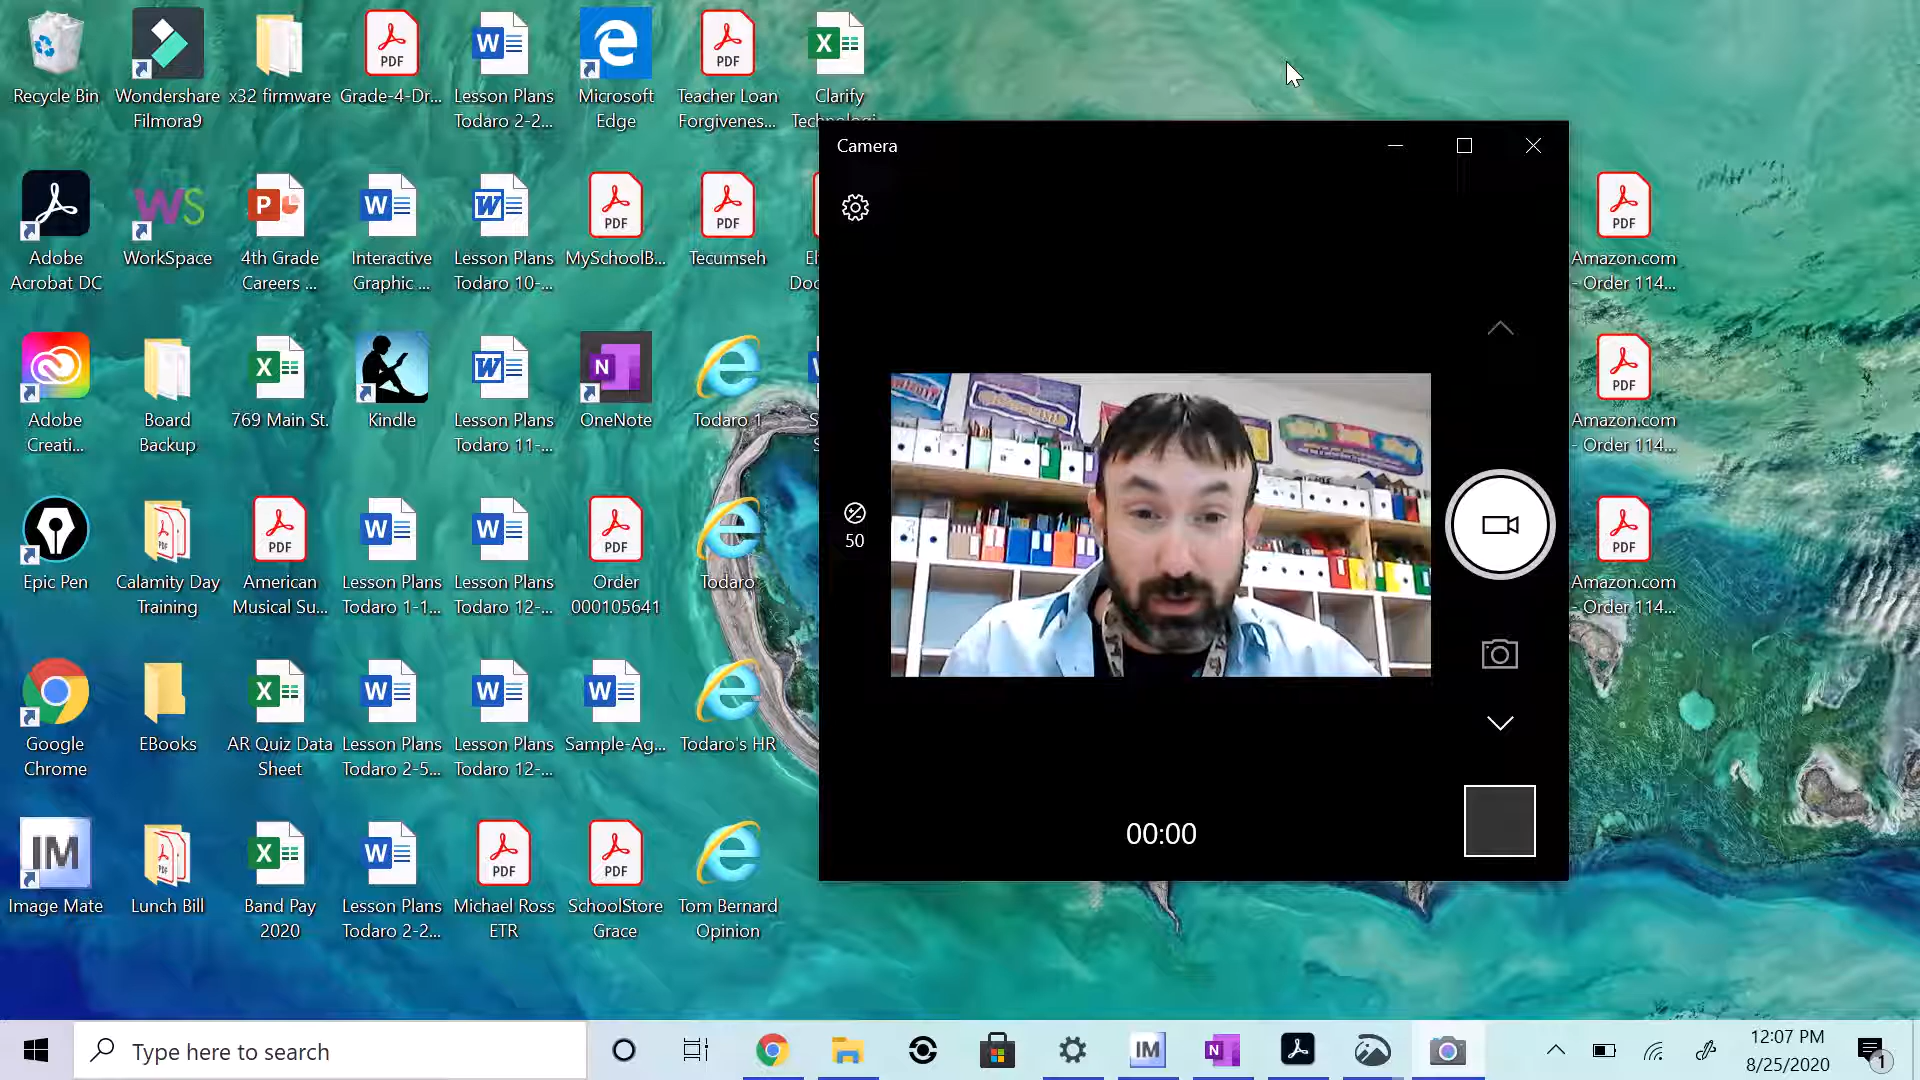 Recycle Bin
Wondershare
Filmora9
x32 firmware
Grade-4-Dr...
Lesson Plans
Todaro 2-2...
Microsoft
Edge
Teacher Loan
Forgivenes...
Clarify
Technologi
Adobe
Acrobat DC
WorkSpace
4th Grade
Careers ...
Interactive
Graphic ...
Lesson Plans
Todaro 10-...
MySchoolB...
Tecumseh
Camera
Amazon.com
- Order 114...
Adobe
Creati...
Board
Backup
769 Main St.
Kindle
Lesson Plans
Todaro 11-...
OneNote
Todaro 1
Amazon.com
- Order 114...
50
Epic Pen
Calamity Day
Training
American
Musical Su...
Lesson Plans
Todaro 1-1...
Lesson Plans
Todaro 12-...
Order
000105641
Todaro
Amazon.com
- Order 114...
Google
Chrome
EBooks
AR Quiz Data
Sheet
Lesson Plans
Todaro 2-5...
Lesson Plans
Todaro 12-...
Sample-Ag...
Todaro's HR
00:00
Image Mate
Lunch Bill
Band Pay
2020
Lesson Plans
Todaro 2-2...
Michael Ross
ETR
SchoolStore
Grace
Tom Bernard
Opinion
Type here to search
12:07 PM
8/25/2020
1